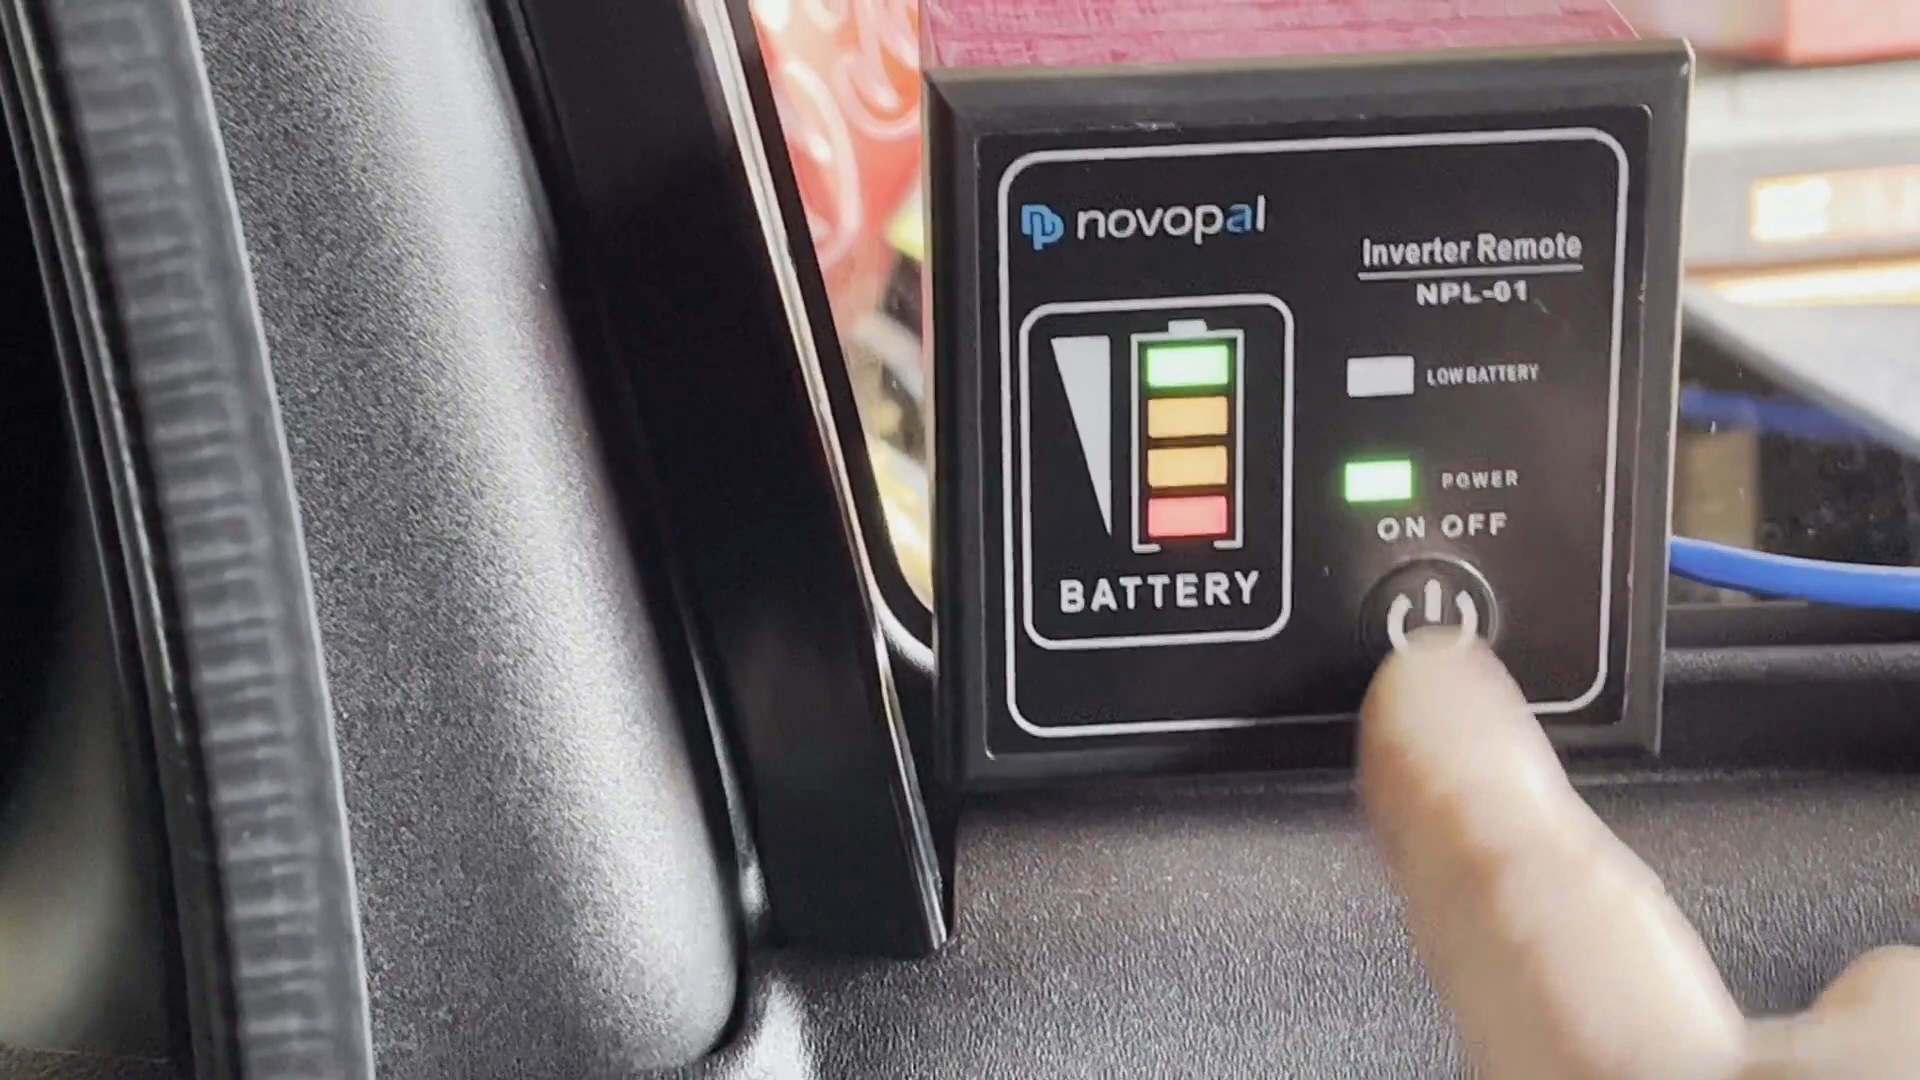 novopal
Inverter Remote
NPL-01
LOW BATTERY
POWER
ON OFF
BATTERY